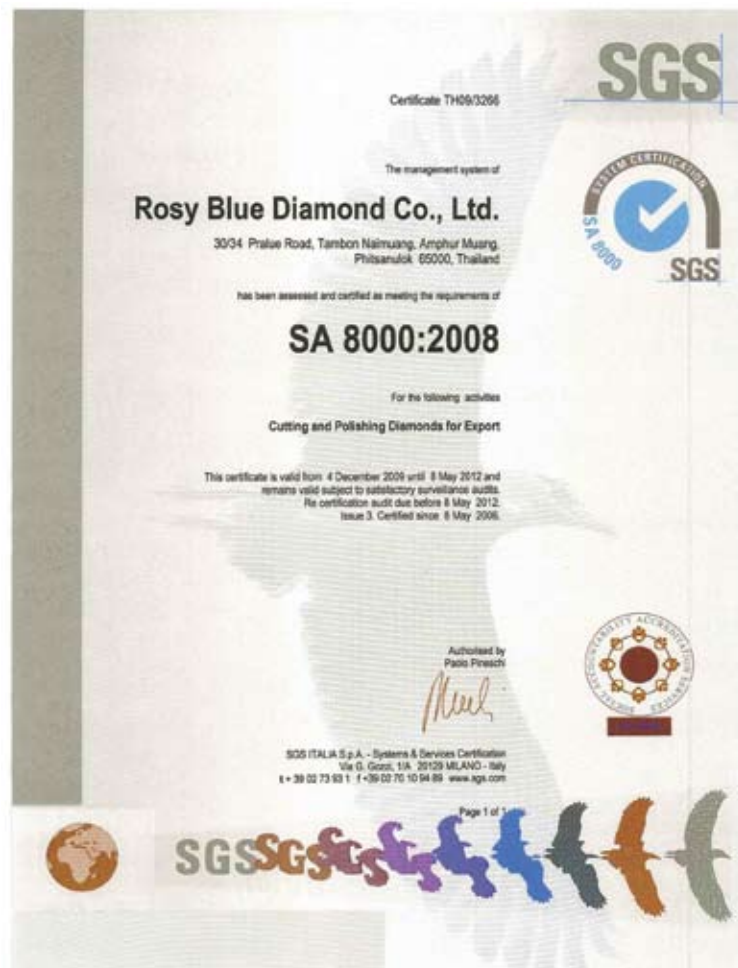 SGS
Certificate TH09/3266
SYSTEM CERTIFICATION
SA 8000
SGS
The management system of
Rosy Blue Diamond Co., Ltd.
30/34 Pralue Road, Tambon Naimuang, Amphur Muang,
Phitsanulok 65000, Thailand
has been assessed and certified as meeting the requirements of
SA 8000:2008
For the following activities
Cutting and Polishing Diamonds for Export
This certificate is valid from 4 December 2009 until 8 May 2012 and
remains valid subject to satisfactory surveillance audits.
Re certification audit due before 8 May 2012.
Issue 3. Certified since 8 May 2006.
SOCIAL ACCOUNTABILITY ACCREDITATION SERVICES
Authorised by
Paolo Pineschi
SGS ITALIA S.p.A. - Systems & Services Certification
Via G. Gozzi, 1/A 20129 MILANO - Italy
t + 39 02 73 93 1 f +39 02 70 10 94 89 www.sgs.com
Page 1 of 1
SGS SGS SGS